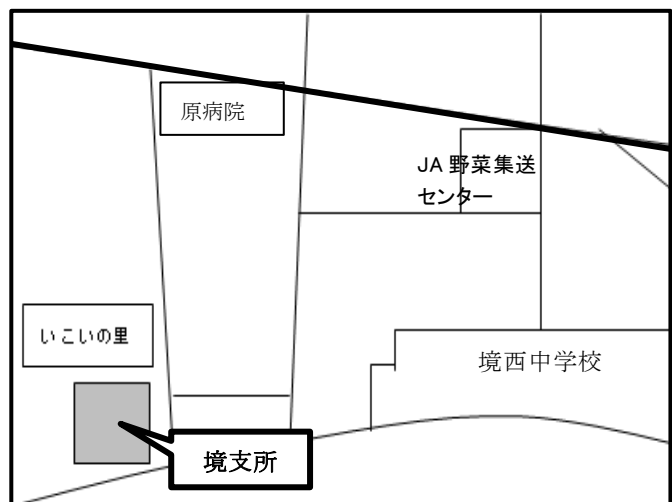 原病院
JA 野菜集送
センター
いこいの里
境西中学校
境支所